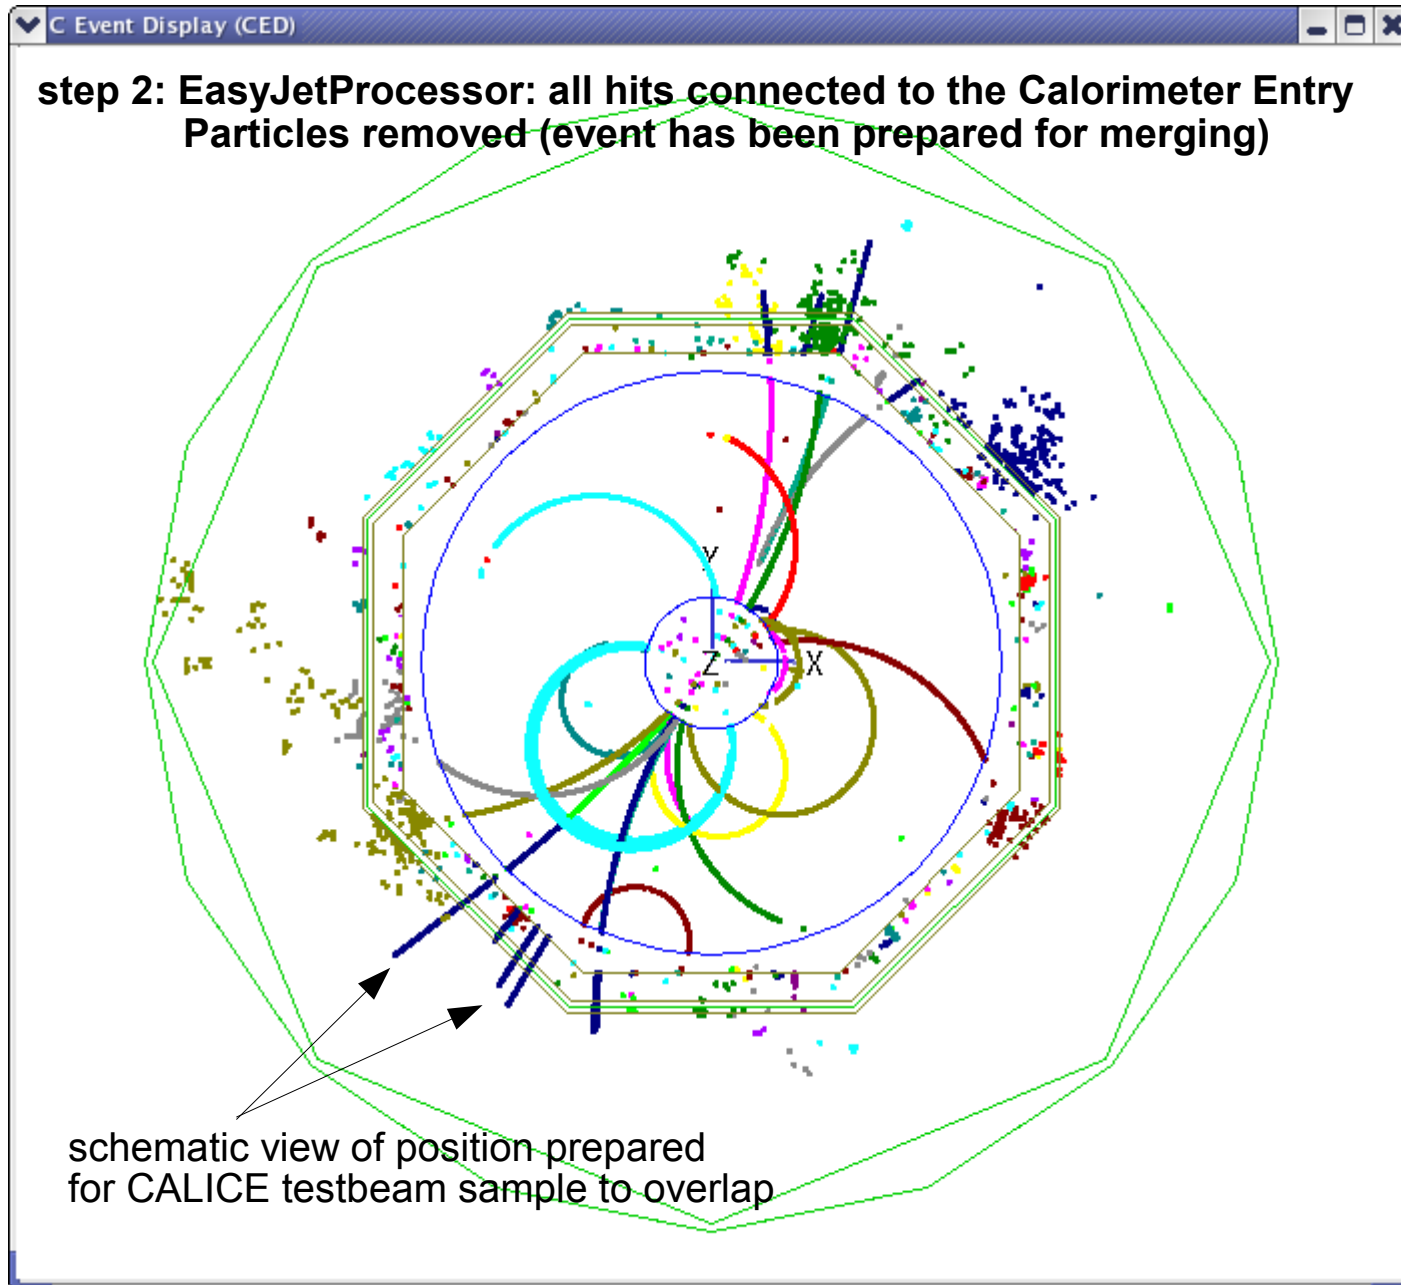 C Event Display (CED)
step 2: EasyJetProcessor: all hits connected to the Calorimeter Entry
Particles removed (event has been prepared for merging)
Y
Z
X
schematic view of position prepared
for CALICE testbeam sample to overlap